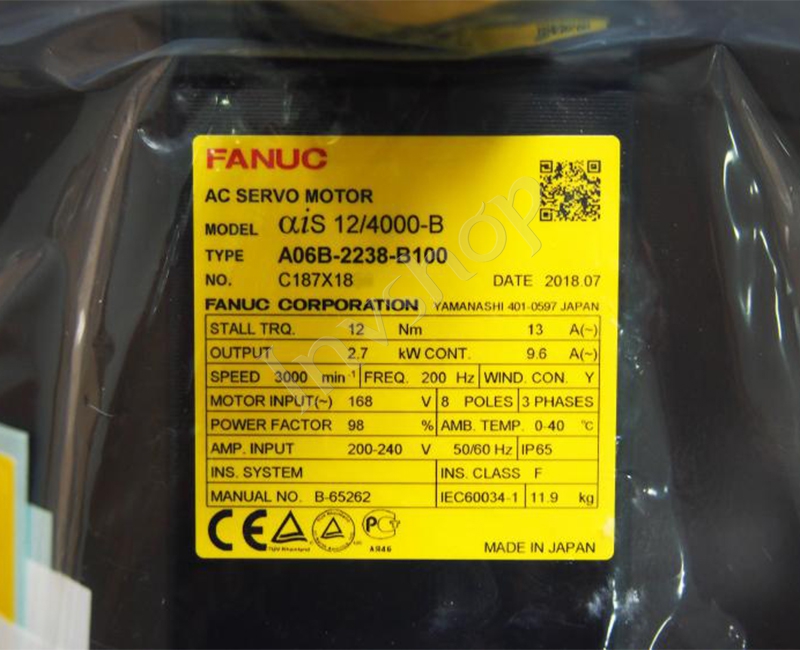 FANUC
AC SERVO MOTOR
MODEL αiS 12/4000-B
TYPE A06B-2238-B100
NO. C187X18 DATE 2018.07
FANUC CORPORATION YAMANASHI 401-0597 JAPAN
STALL TRQ. 12 Nm 13 A(~)
OUTPUT 2.7 kW CONT. 9.6 A(~)
SPEED 3000 min⁻¹ FREQ. 200 Hz WIND. CON. Y
MOTOR INPUT(~) 168 V 8 POLES 3 PHASES
POWER FACTOR 98 % AMB. TEMP. 0-40 ℃
AMP. INPUT 200-240 V 50/60 Hz IP65
INS. SYSTEM INS. CLASS F
MANUAL NO. B-65262 IEC60034-1 11.9 kg
CE
MADE IN JAPAN
Invshop